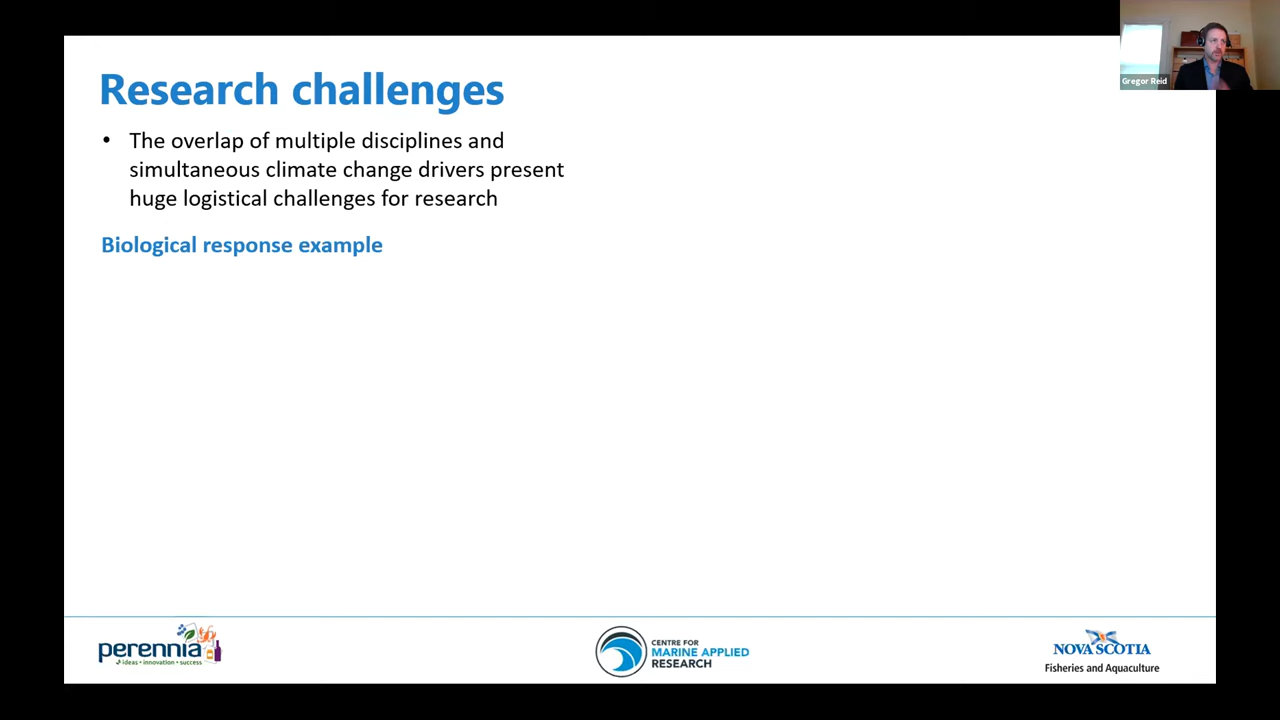 Gregor Reid
Research challenges
• The overlap of multiple disciplines and
simultaneous climate change drivers present
huge logistical challenges for research
Biological response example
perennia
ideas • innovation • success
CENTRE FOR
MARINE APPLIED
RESEARCH
NOVA SCOTIA
Fisheries and Aquaculture